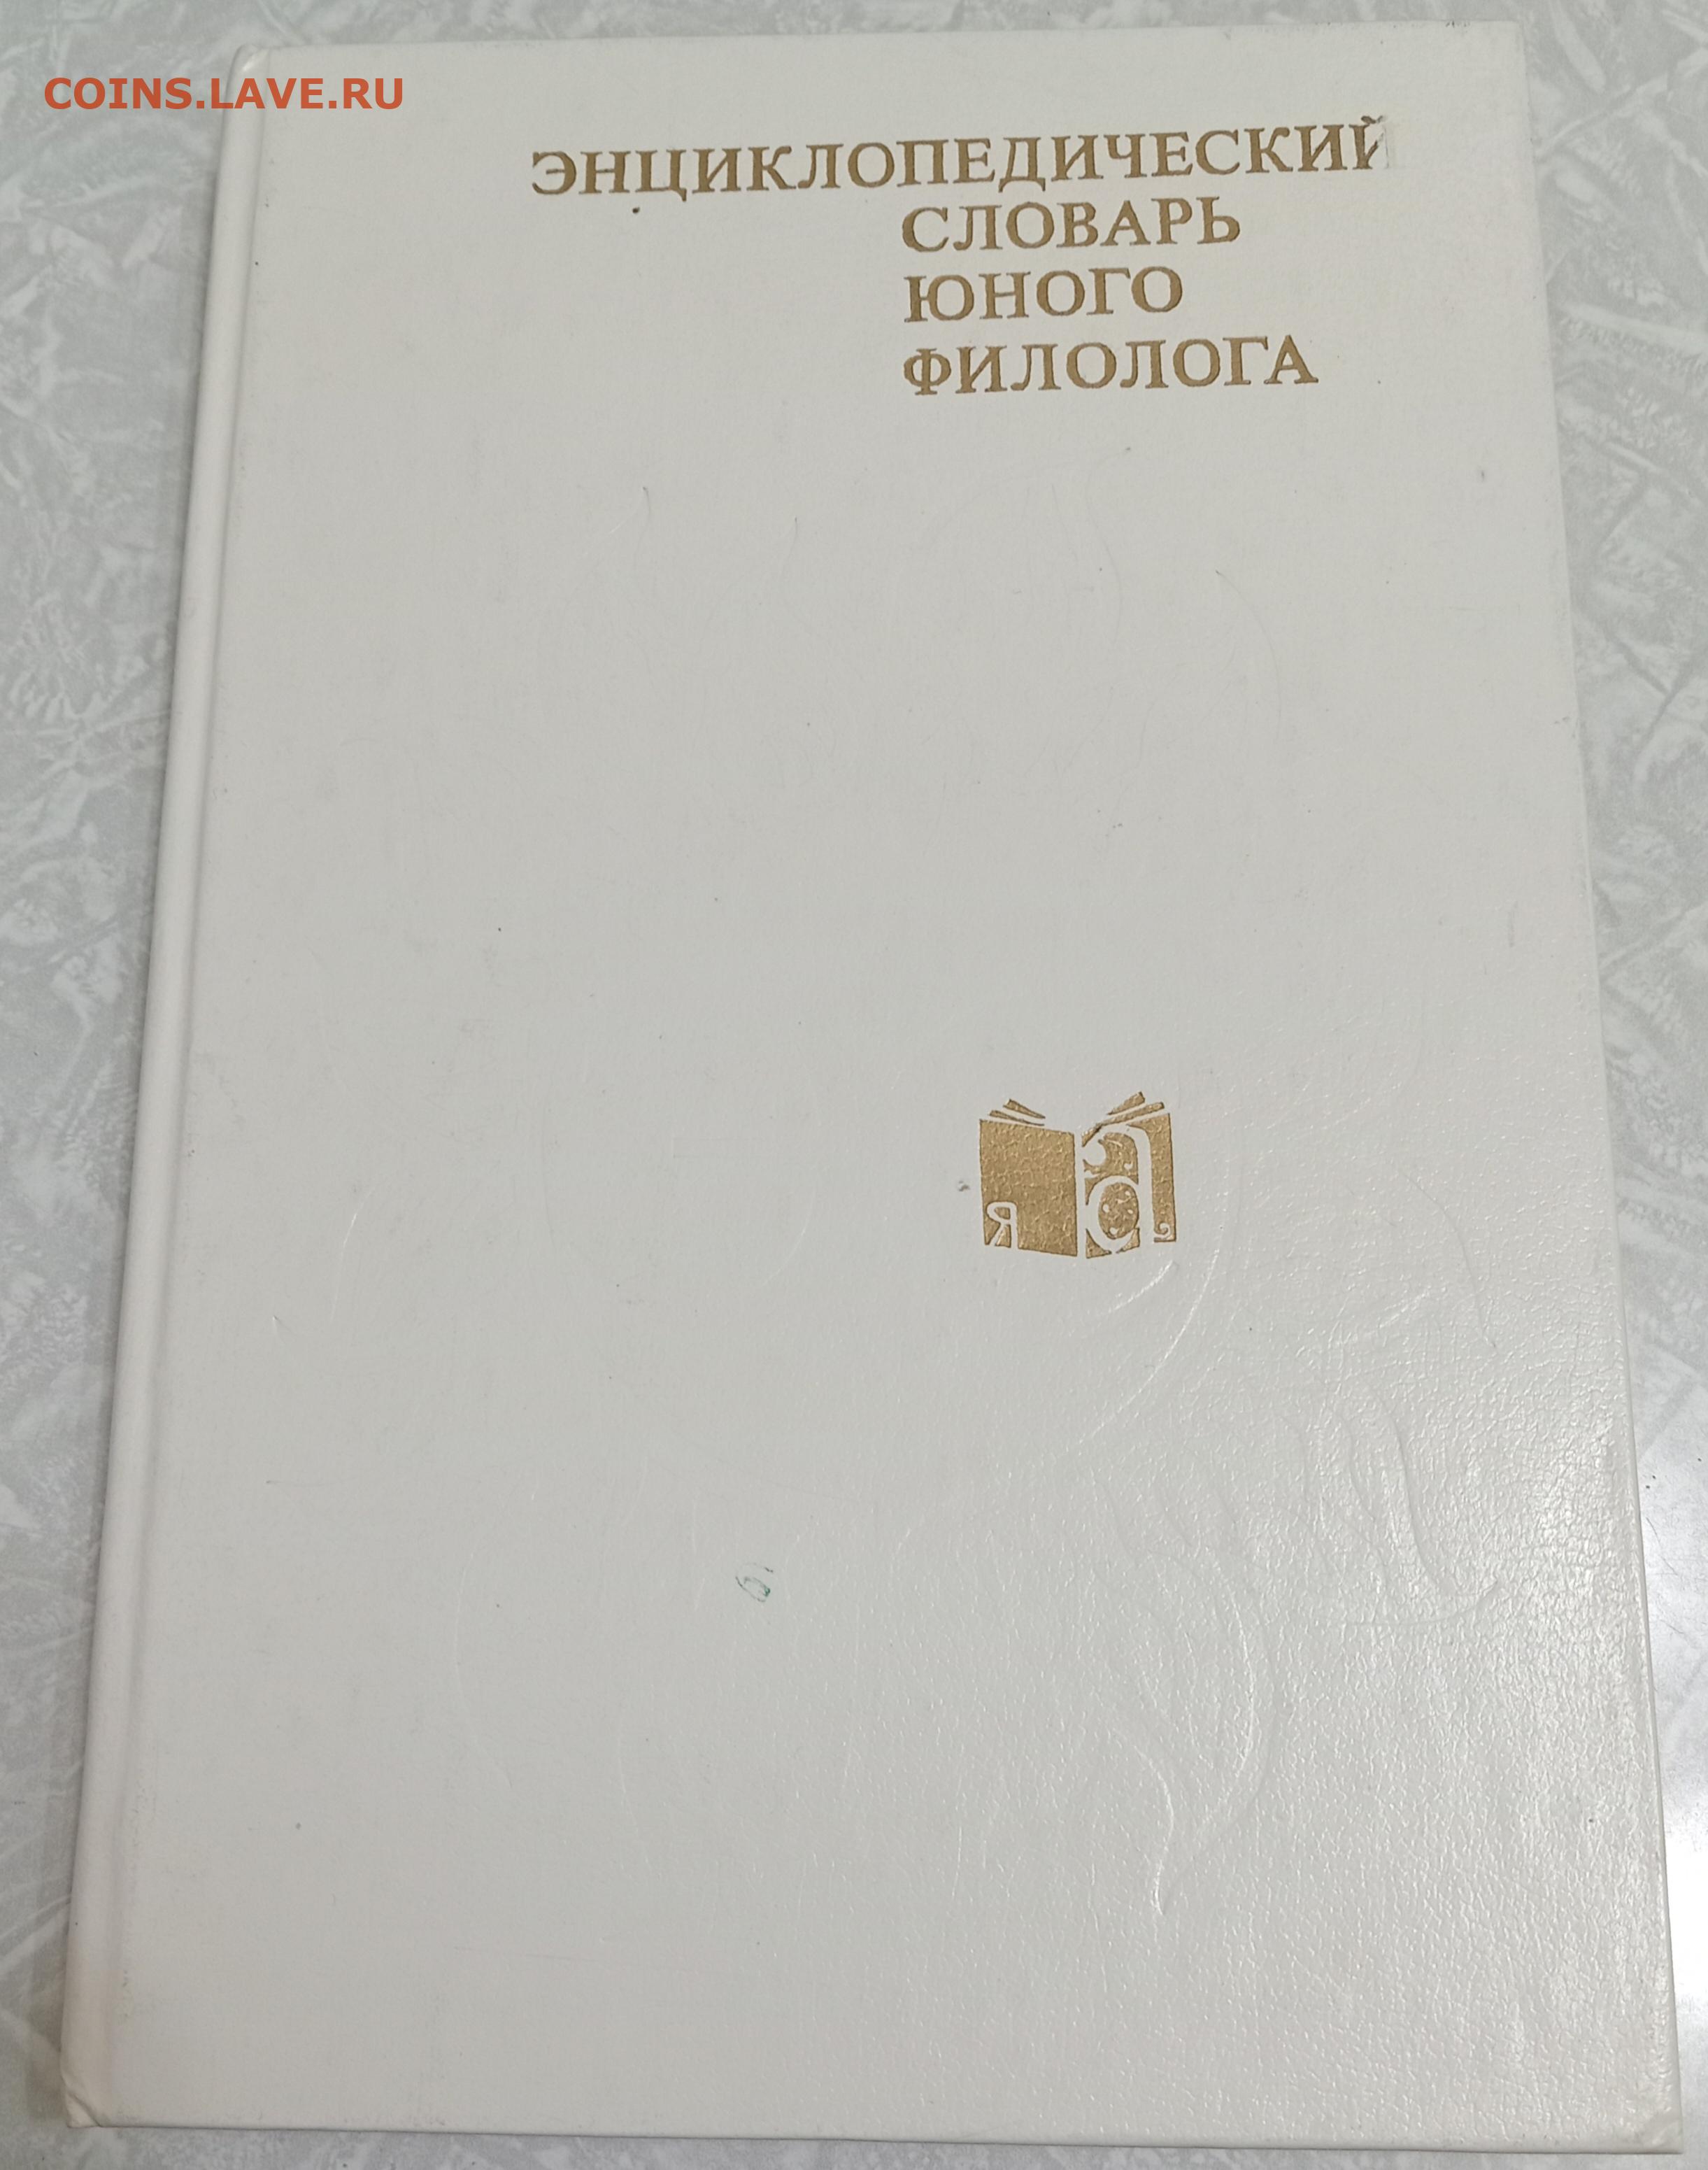 COINS.LAVE.RU
ЭНЦИКЛОПЕДИЧЕСКИЙ
СЛОВАРЬ
ЮНОГО
ФИЛОЛОГА
Я а